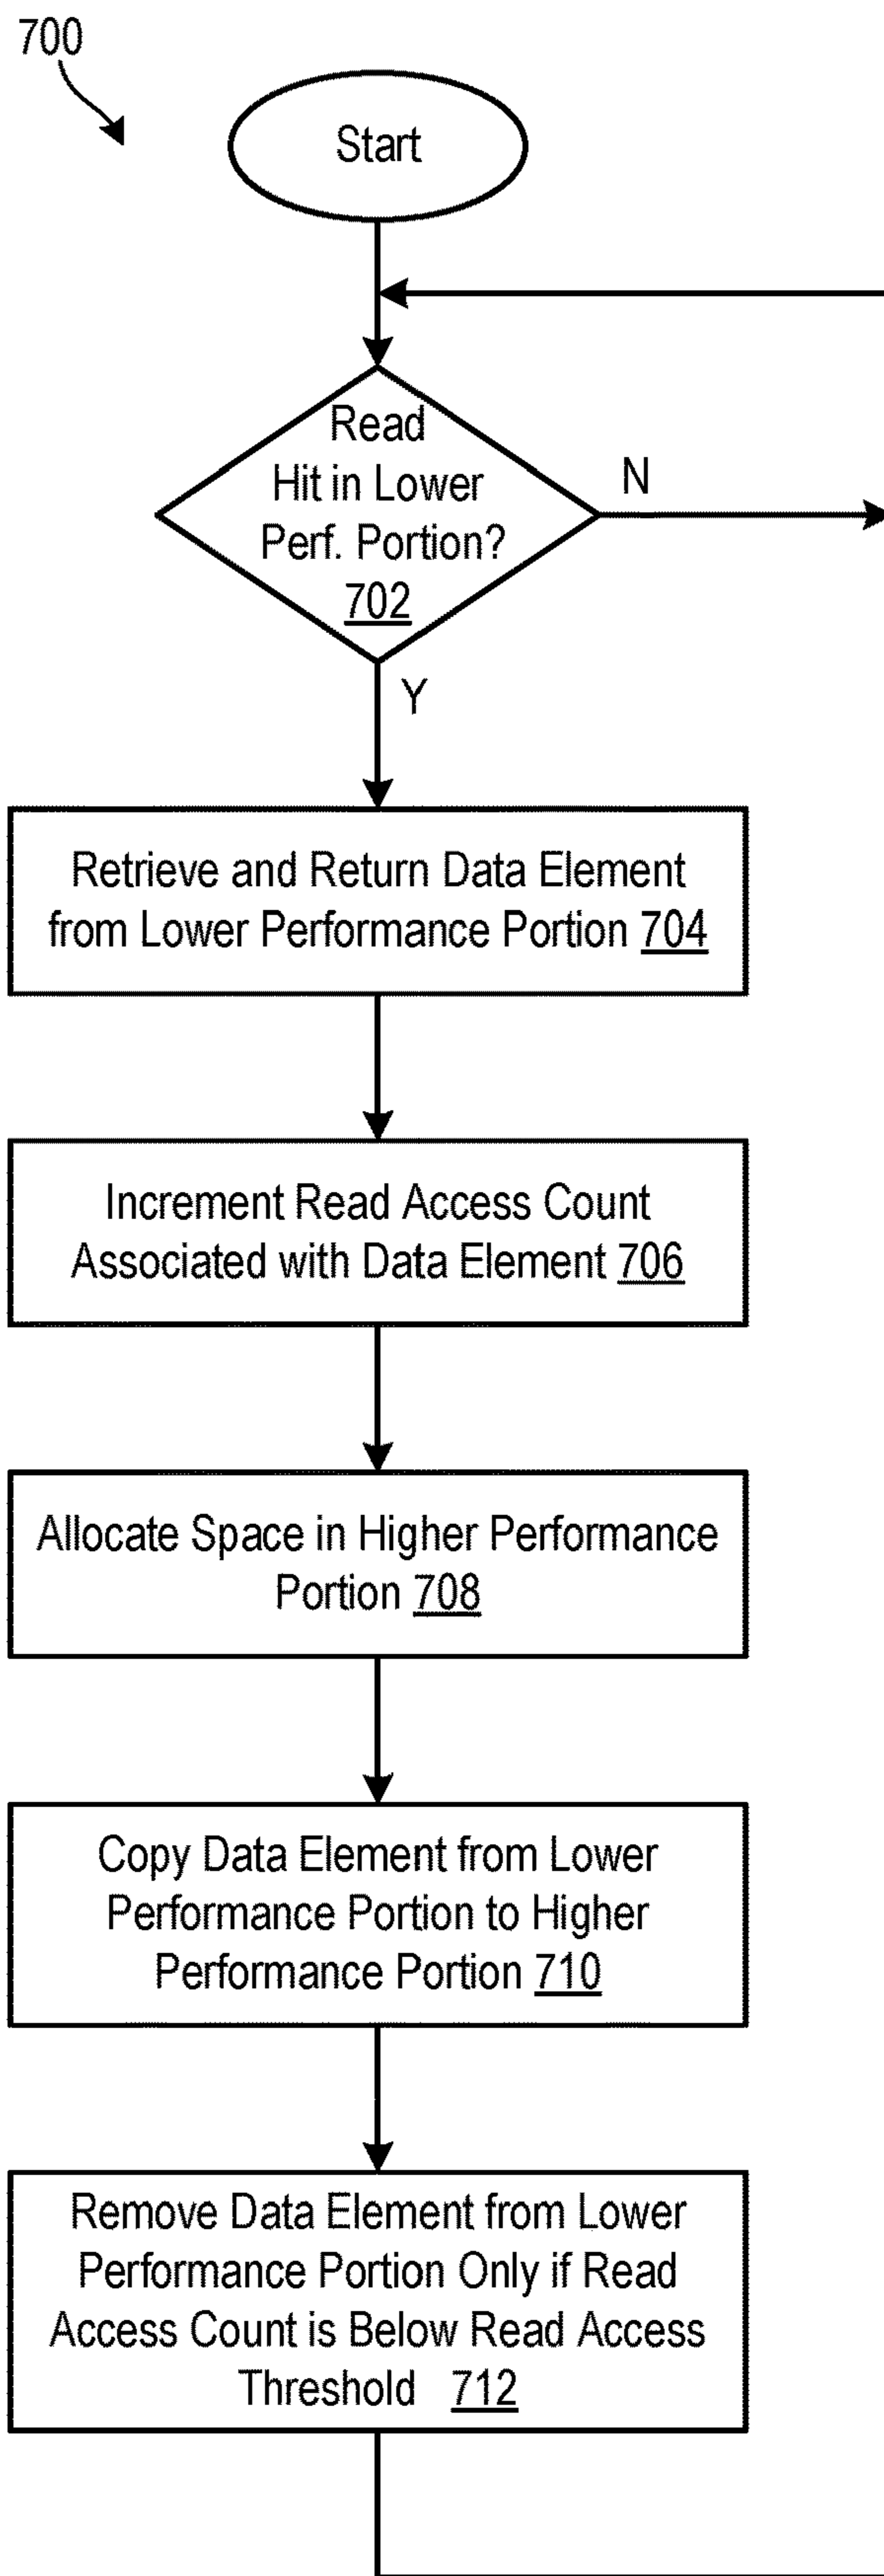 700
Start
Read
Hit in Lower
Perf. Portion?
702
N
Y
Retrieve and Return Data Element
from Lower Performance Portion 704
Increment Read Access Count
Associated with Data Element 706
Allocate Space in Higher Performance
Portion 708
Copy Data Element from Lower
Performance Portion to Higher
Performance Portion 710
Remove Data Element from Lower
Performance Portion Only if Read
Access Count is Below Read Access
Threshold 712